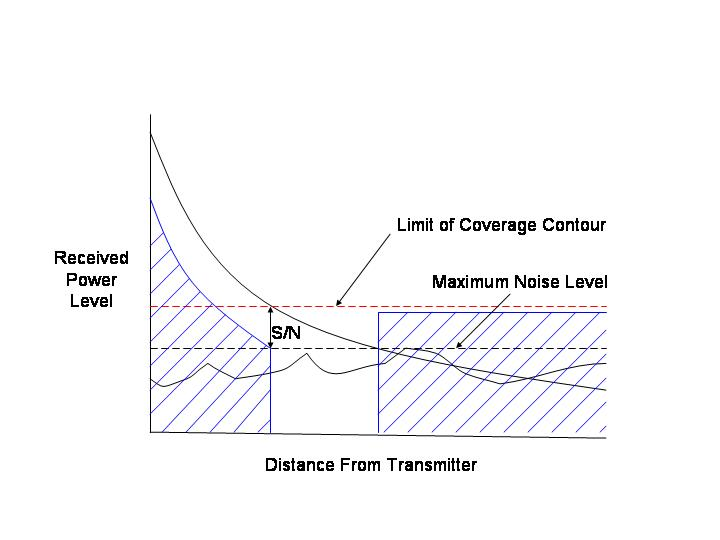 Limit of Coverage Contour
Received
Power
Level
Maximum Noise Level
S/N
Distance From Transmitter